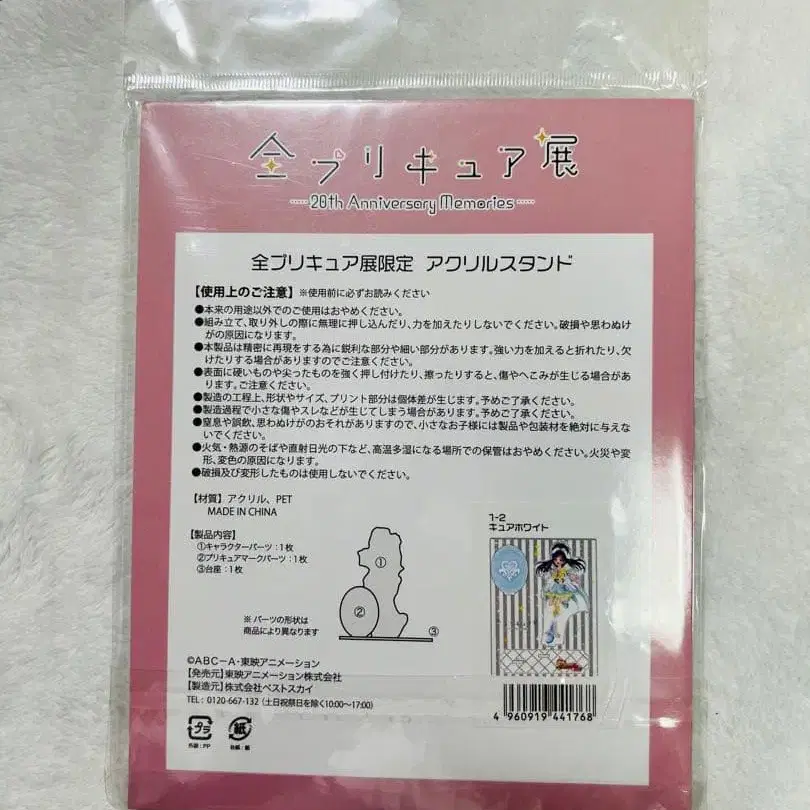 全プリキュア展
20th Anniversary Memories
全プリキュア展限定 アクリルスタンド
【使用上のご注意】 ※使用前に必ずお読みください
●本来の用途以外でのご使用はおやめください。
●組み立て、取り外しの際に無理に押し込んだり、力を加えたりしないでください。破損や思わぬけ
がの原因になります。
●本製品は精密に再現をする為に鋭利な部分や細い部分があります。強い力を加えると折れたり、欠
けたりする場合がありますのでご注意ください。
●表面に硬いものや尖ったものを強く押し付けたり、擦ったりすると、傷やへこみが生じる場合があ
ります。ご注意ください。
●製造の工程上、形状やサイズ、プリント部分は個体差が生じます。予めご了承ください。
●製造過程で小さな傷やスレなどが生じてしまう場合があります。予めご了承ください。
●窒息や誤飲、思わぬけがのおそれがありますので、小さなお子様には製品や包装材を絶対に与えな
いでください。
●火気・熱源のそばや直射日光の下など、高温多湿になる場所での保管はおやめください。火災や変
形、変色の原因になります。
●破損及び変形したものは使用しないでください。
【材質】 アクリル、PET
MADE IN CHINA
【製品内容】
①キャラクターパーツ：1枚
②プリキュアマークパーツ：1枚
③台座：1枚
①
②
③
※ パーツの形状は
商品により異なります
1-2
キュアホワイト
©ABC-A・東映アニメーション
【発売元】東映アニメーション株式会社
【製造元】株式会社ベストスカイ
TEL：0120-667-132（土日祝祭日を除く10:00～17:00）
4 960919 441768
プラ
外装：PP
紙
台紙：紙